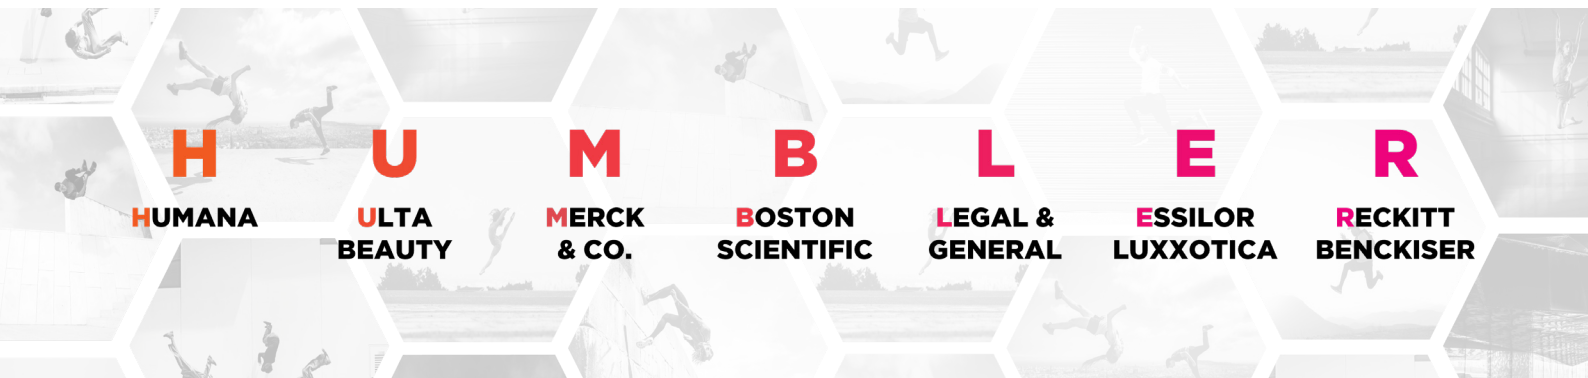 H U M B L E R
HUMANA
ULTA
BEAUTY
MERCK
& CO.
BOSTON
SCIENTIFIC
LEGAL &
GENERAL
ESSILOR
LUXXOTICA
RECKITT
BENCKISER